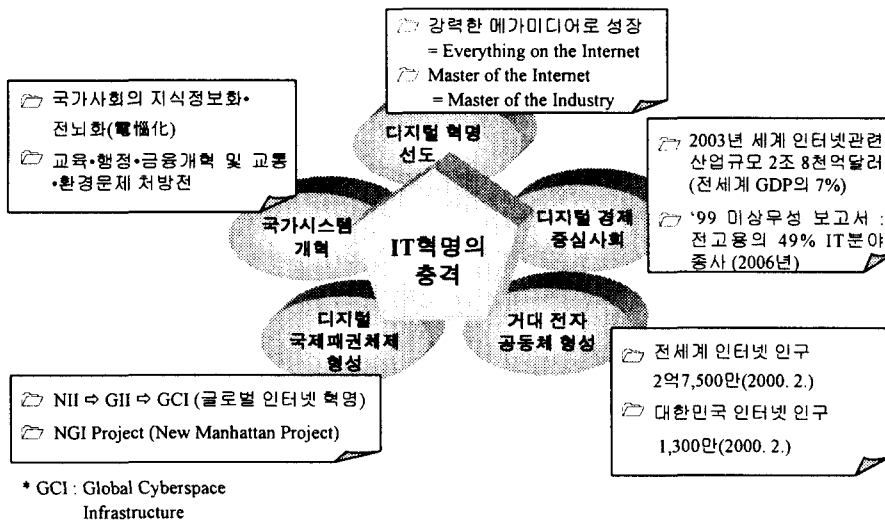 강력한 메가미디어로 성장
= Everything on the Internet
Master of the Internet
= Master of the Industry
국가사회의 지식정보화•
전뇌화(電惱化)
교육•행정•금융개혁 및 교통
•환경문제 처방전
디지털 혁명
선도
2003년 세계 인터넷관련
산업규모 2조 8천억달러
(전세계 GDP의 7%)
'99 미상무성 보고서 :
전고용의 49% IT분야
종사 (2006년)
국가시스템
개혁
IT혁명의
충격
디지털 경제
중심사회
디지털
국제패권체제
형성
거대 전자
공동체 형성
전세계 인터넷 인구
2억7,500만(2000. 2.)
대한민국 인터넷 인구
1,300만(2000. 2.)
NII ⇨ GII ⇨ GCI (글로벌 인터넷 혁명)
NGI Project (New Manhattan Project)
* GCI : Global Cyberspace
Infrastructure